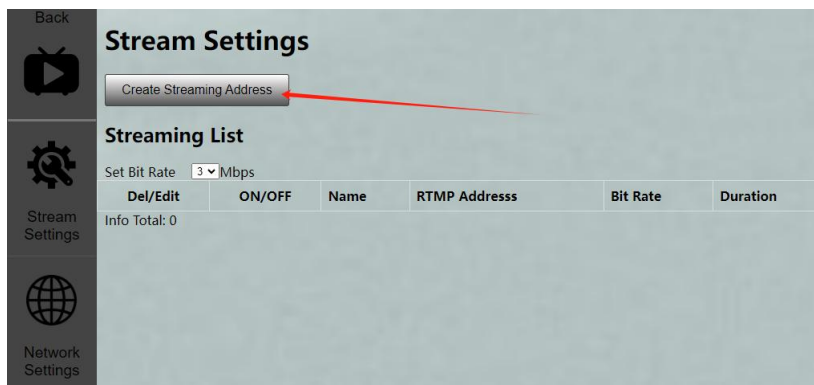 Back
Stream Settings
Create Streaming Address
Streaming List
Set Bit Rate 3 Mbps
Del/Edit ON/OFF Name RTMP Addresss Bit Rate Duration
Info Total: 0
Stream
Settings
Network
Settings